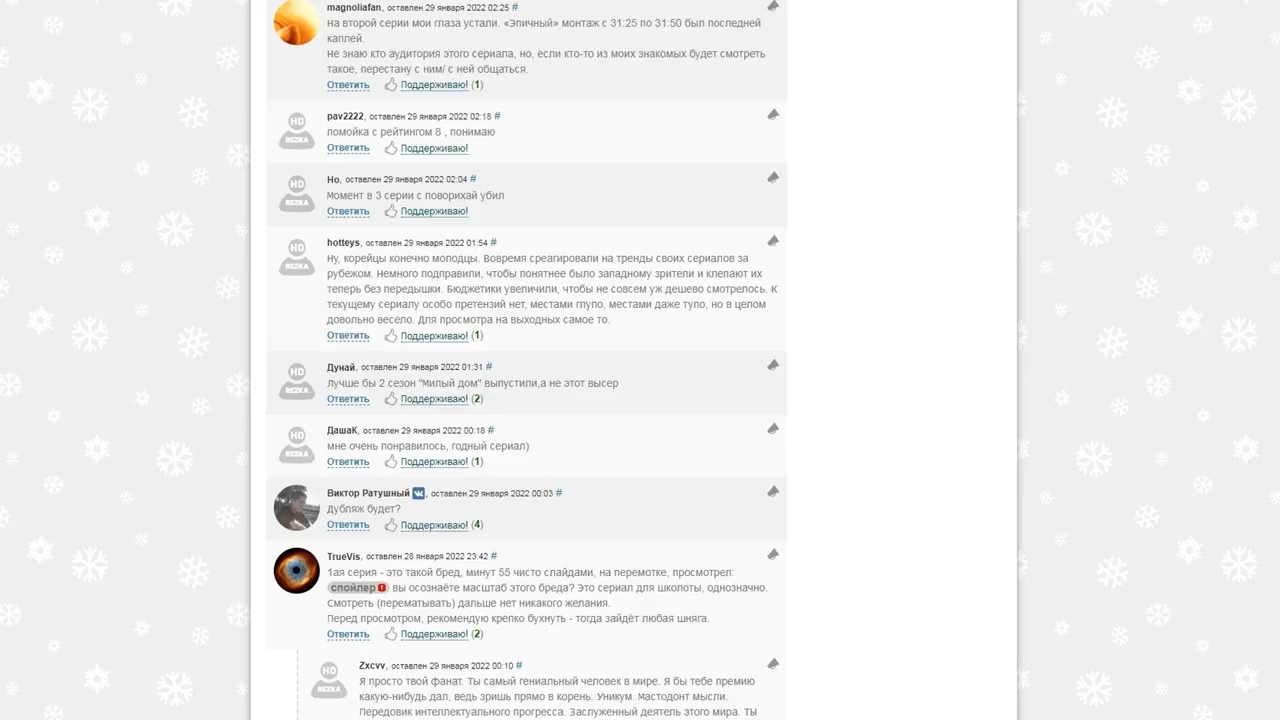 magnoliafan, оставлен 29 января 2022 02:25 #
на второй серии мои глаза устали. «Эпичный» монтаж с 31:25 по 31:50 был последней
каплей.
Не знаю кто аудитория этого сериала, но, если кто-то из моих знакомых будет смотреть
такое, перестану с ним/ с ней общаться.
Ответить Поддерживаю! (1)
HD REZKA
pav2222, оставлен 29 января 2022 02:18 #
помойка с рейтингом 8 , понимаю
Ответить Поддерживаю!
HD REZKA
Но, оставлен 29 января 2022 02:04 #
Момент в 3 серии с поворихай убил
Ответить Поддерживаю!
HD REZKA
hotteys, оставлен 29 января 2022 01:54 #
Ну, корейцы конечно молодцы. Вовремя среагировали на тренды своих сериалов за
рубежом. Немного подправили, чтобы понятнее было западному зрители и клепают их
теперь без передышки. Бюджетики увеличили, чтобы не совсем уж дешево смотрелось. К
текущему сериалу особо претензий нет, местами глупо, местами даже тупо, но в целом
довольно весело. Для просмотра на выходных самое то.
Ответить Поддерживаю! (1)
HD REZKA
Дунай, оставлен 29 января 2022 01:31 #
Лучше бы 2 сезон "Милый дом" выпустили,а не этот высер
Ответить Поддерживаю! (2)
HD REZKA
ДашаК, оставлен 29 января 2022 00:18 #
мне очень понравилось, годный сериал)
Ответить Поддерживаю! (1)
Виктор Ратушный, оставлен 29 января 2022 00:03 #
Дубляж будет?
Ответить Поддерживаю! (4)
TrueVis, оставлен 28 января 2022 23:42 #
1ая серия - это такой бред, минут 55 чисто слайдами, на перемотке, просмотрел:
спойлер вы осознаёте масштаб этого бреда? Это сериал для школоты, однозначно.
Смотреть (перематывать) дальше нет никакого желания.
Перед просмотром, рекомендую крепко бухнуть - тогда зайдёт любая шняга.
Ответить Поддерживаю! (2)
HD REZKA
Zxcvv, оставлен 29 января 2022 00:10 #
Я просто твой фанат. Ты самый гениальный человек в мире. Я бы тебе премию
какую-нибудь дал, ведь зришь прямо в корень. Уникум. Мастодонт мысли.
Передовик интеллектуального прогресса. Заслуженный деятель этого мира. Ты